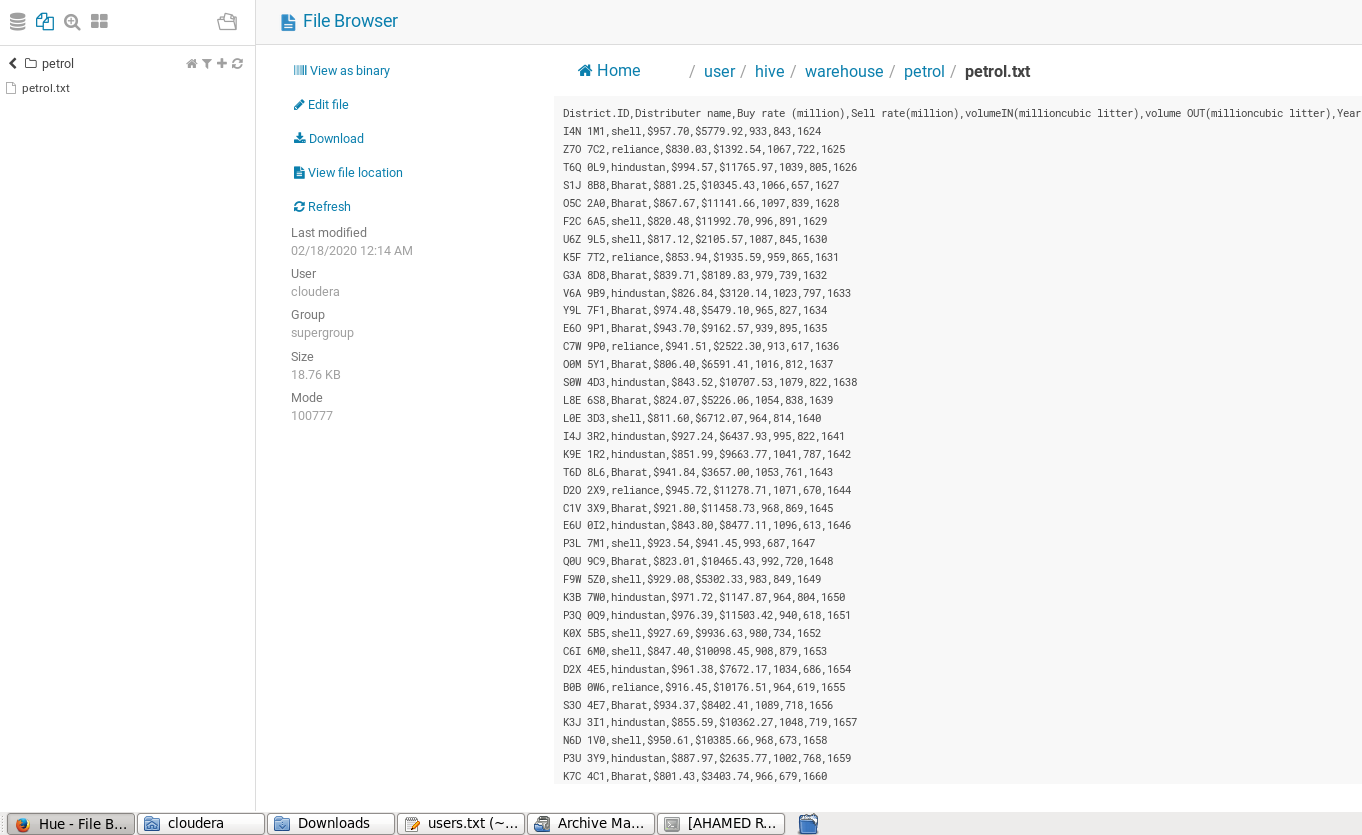 File Browser
petrol
petrol.txt
View as binary
Edit file
Download
View file location
Refresh
Last modified
02/18/2020 12:14 AM
User
cloudera
Group
supergroup
Size
18.76 KB
Mode
100777
Home / user / hive / warehouse / petrol / petrol.txt
District.ID,Distributer name,Buy rate (million),Sell rate(million),volumeIN(millioncubic litter),volume OUT(millioncubic litter),Year
I4N 1M1,shell,$957.70,$5779.92,933,843,1624
Z7O 7C2,reliance,$830.03,$1392.54,1067,722,1625
T6Q 0L9,hindustan,$994.57,$11765.97,1039,805,1626
S1J 8B8,Bharat,$881.25,$10345.43,1066,657,1627
O5C 2A0,Bharat,$867.67,$11141.66,1097,839,1628
F2C 6A5,shell,$820.48,$11992.70,996,891,1629
U6Z 9L5,shell,$817.12,$2105.57,1087,845,1630
K5F 7T2,reliance,$853.94,$1935.59,959,865,1631
G3A 8D8,Bharat,$839.71,$8189.83,979,739,1632
V6A 9B9,hindustan,$826.84,$3120.14,1023,797,1633
Y9L 7F1,Bharat,$974.48,$5479.10,965,827,1634
E6O 9P1,Bharat,$943.70,$9162.57,939,895,1635
C7W 9P0,reliance,$941.51,$2522.30,913,617,1636
O0M 5Y1,Bharat,$806.40,$6591.41,1016,812,1637
S0W 4D3,hindustan,$843.52,$10707.53,1079,822,1638
L8E 6S8,Bharat,$824.07,$5226.06,1054,838,1639
L0E 3D3,shell,$811.60,$6712.07,964,814,1640
I4J 3R2,hindustan,$927.24,$6437.93,995,822,1641
K9E 1R2,hindustan,$851.99,$9663.77,1041,787,1642
T6D 8L6,Bharat,$941.84,$3657.00,1053,761,1643
D2O 2X9,reliance,$945.72,$11278.71,1071,670,1644
C1V 3X9,Bharat,$921.80,$11458.73,968,869,1645
E6U 0I2,hindustan,$843.80,$8477.11,1096,613,1646
P3L 7M1,shell,$923.54,$941.45,993,687,1647
Q0U 9C9,Bharat,$823.01,$10465.43,992,720,1648
F9W 5Z0,shell,$929.08,$5302.33,983,849,1649
K3B 7W0,hindustan,$971.72,$1147.87,964,804,1650
P3Q 0Q9,hindustan,$976.39,$11503.42,940,618,1651
K0X 5B5,shell,$927.69,$9936.63,980,734,1652
C6I 6M0,shell,$847.40,$10098.45,908,879,1653
D2X 4E5,hindustan,$961.38,$7672.17,1034,686,1654
B0B 0W6,reliance,$916.45,$10176.51,964,619,1655
S3O 4E7,Bharat,$934.37,$8402.41,1089,718,1656
K3J 3I1,hindustan,$855.59,$10362.27,1048,719,1657
N6D 1V0,shell,$950.61,$10385.66,968,673,1658
P3U 3Y9,hindustan,$887.97,$2635.77,1002,768,1659
K7C 4C1,Bharat,$801.43,$3403.74,966,679,1660
Hue - File B... cloudera Downloads users.txt (~... Archive Ma... [AHAMED R...